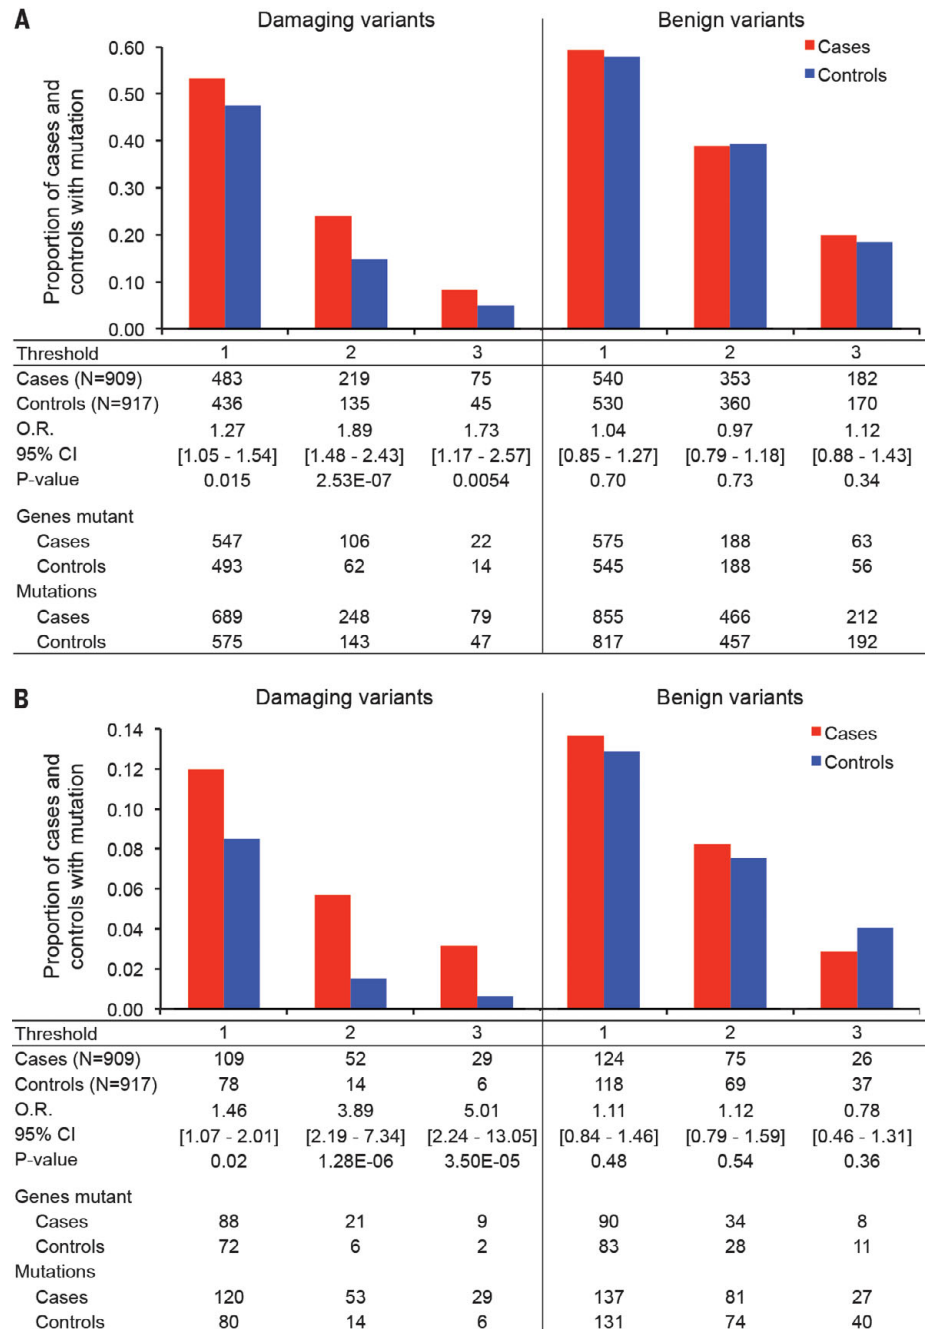 A
Damaging variants
Benign variants
Cases
Controls
Proportion of cases and
controls with mutation
0.60
0.50
0.40
0.30
0.20
0.10
0.00
Threshold 1 2 3 1 2 3
Cases (N=909) 483 219 75 540 353 182
Controls (N=917) 436 135 45 530 360 170
O.R. 1.27 1.89 1.73 1.04 0.97 1.12
95% CI [1.05 - 1.54] [1.48 - 2.43] [1.17 - 2.57] [0.85 - 1.27] [0.79 - 1.18] [0.88 - 1.43]
P-value 0.015 2.53E-07 0.0054 0.70 0.73 0.34
Genes mutant
Cases 547 106 22 575 188 63
Controls 493 62 14 545 188 56
Mutations
Cases 689 248 79 855 466 212
Controls 575 143 47 817 457 192
B
Damaging variants
Benign variants
Cases
Controls
Proportion of cases and
controls with mutation
0.14
0.12
0.10
0.08
0.06
0.04
0.02
0.00
Threshold 1 2 3 1 2 3
Cases (N=909) 109 52 29 124 75 26
Controls (N=917) 78 14 6 118 69 37
O.R. 1.46 3.89 5.01 1.11 1.12 0.78
95% CI [1.07 - 2.01] [2.19 - 7.34] [2.24 - 13.05] [0.84 - 1.46] [0.79 - 1.59] [0.46 - 1.31]
P-value 0.02 1.28E-06 3.50E-05 0.48 0.54 0.36
Genes mutant
Cases 88 21 9 90 34 8
Controls 72 6 2 83 28 11
Mutations
Cases 120 53 29 137 81 27
Controls 80 14 6 131 74 40